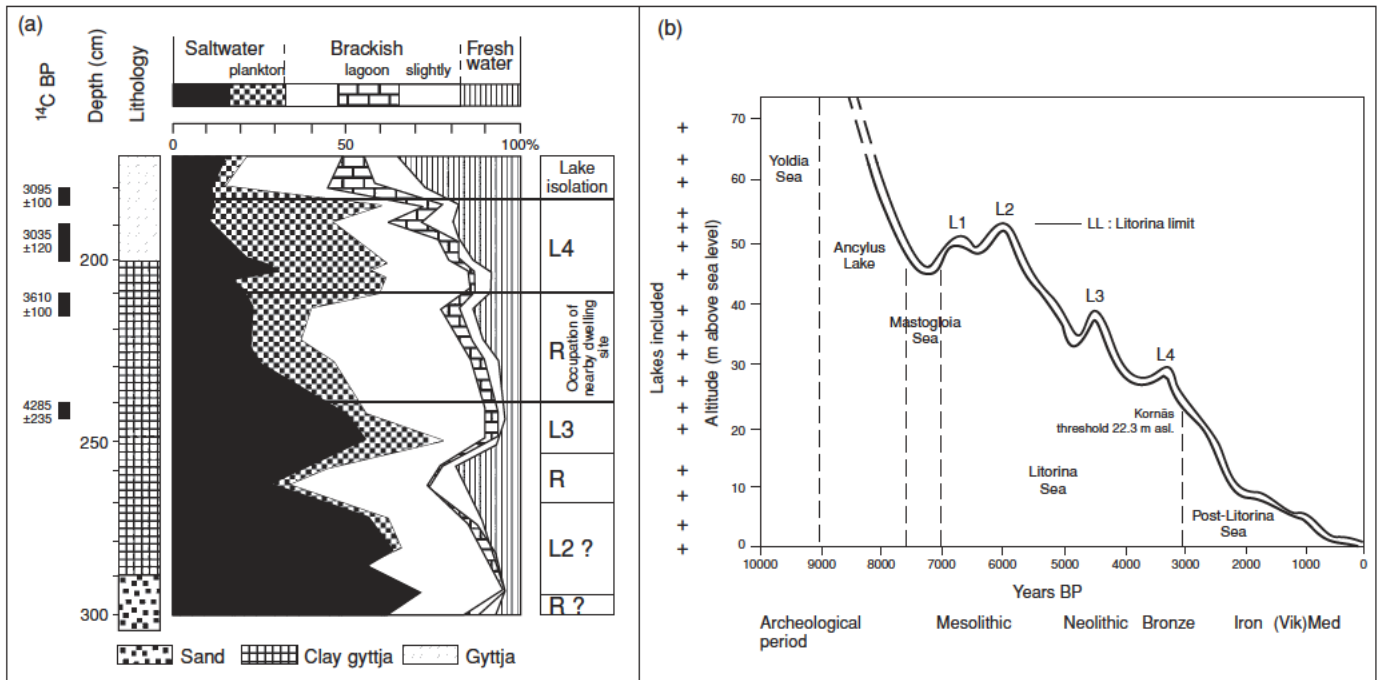 (a)
Saltwater Brackish Fresh
plankton lagoon slightly water
14C BP
Depth (cm)
Lithology
0 50 100%
3095
±100
3035
±120
200
3610
±100
4285
±235
250
300
Lake
isolation
L4
R
Occupation of
nearby dwelling
site
L3
R
L2 ?
R ?
Sand Clay gyttja Gyttja
(b)
Lakes included
Altitude (m above sea level)
70
60
50
40
30
20
10
0
Yoldia
Sea
Ancylus
Lake
Mastogloia
Sea
L1
L2
LL : Litorina limit
L3
L4
Kornäs
threshold 22.3 m asl.
Litorina
Sea
Post-Litorina
Sea
10000 9000 8000 7000 6000 5000 4000 3000 2000 1000 0
Years BP
Archeological
period
Mesolithic Neolithic Bronze Iron (Vik)Med